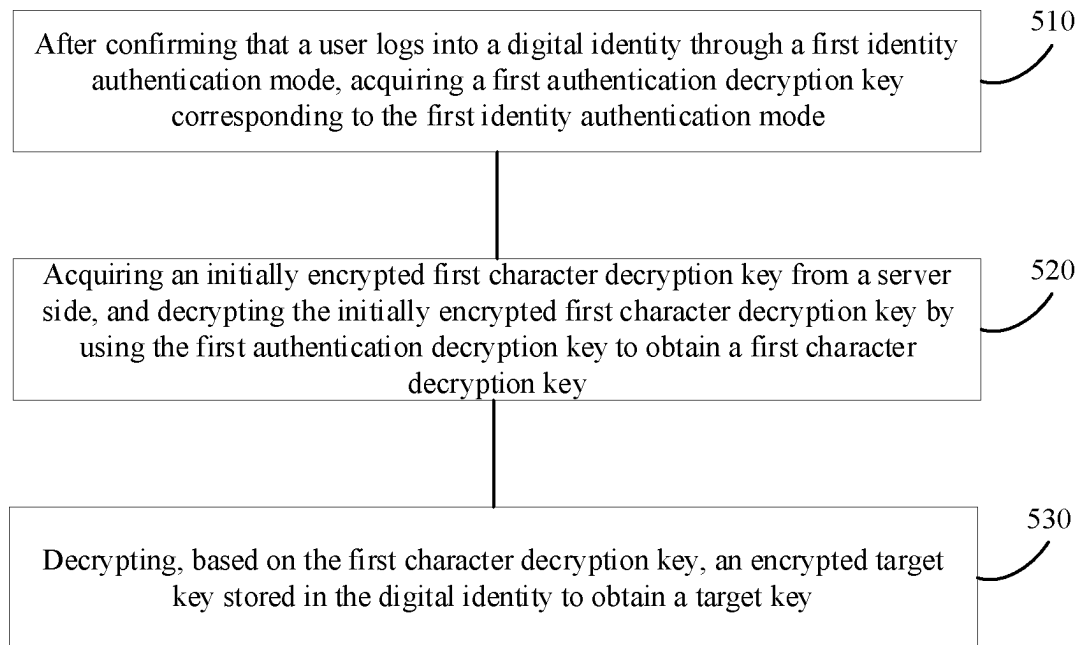 510
After confirming that a user logs into a digital identity through a first identity
authentication mode, acquiring a first authentication decryption key
corresponding to the first identity authentication mode
520
Acquiring an initially encrypted first character decryption key from a server
side, and decrypting the initially encrypted first character decryption key by
using the first authentication decryption key to obtain a first character
decryption key
530
Decrypting, based on the first character decryption key, an encrypted target
key stored in the digital identity to obtain a target key